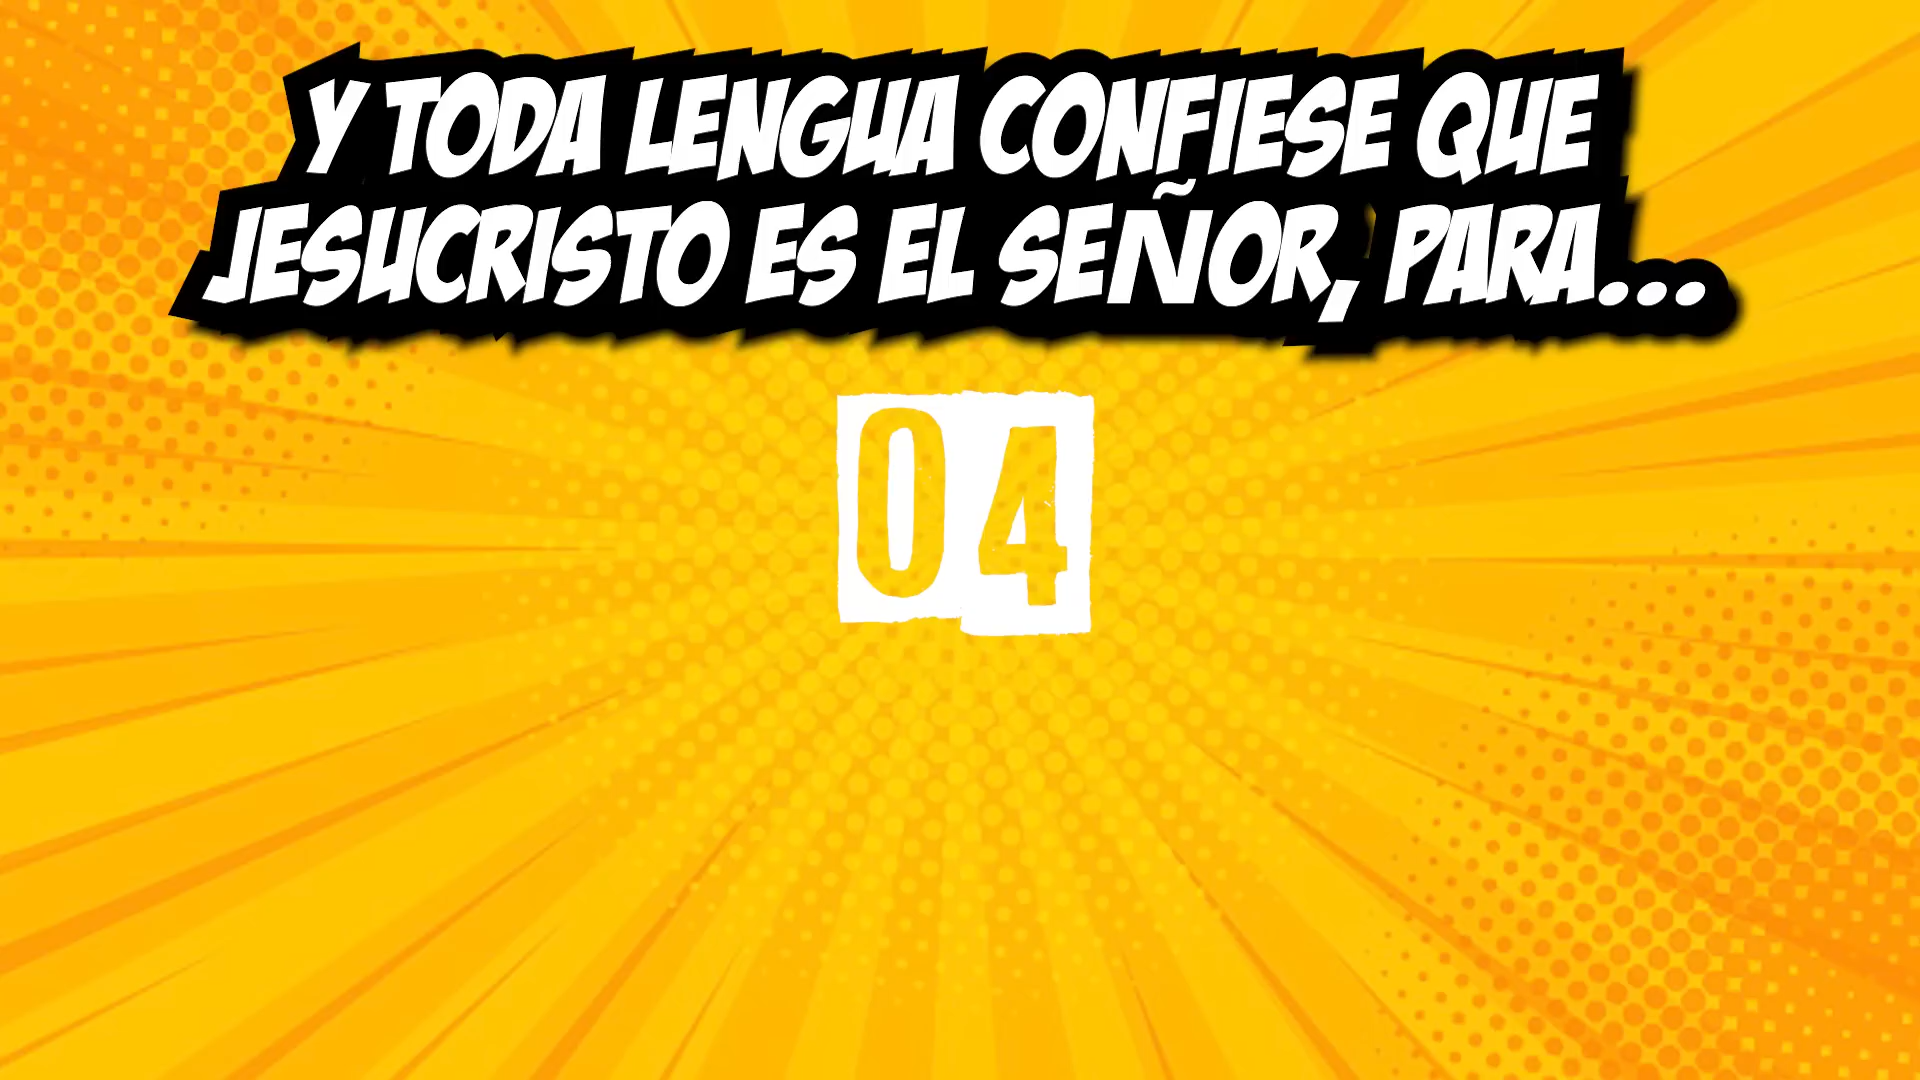 Y TODA LENGUA CONFIESE QUE
JESUCRISTO ES EL SEÑOR, PARA...
04